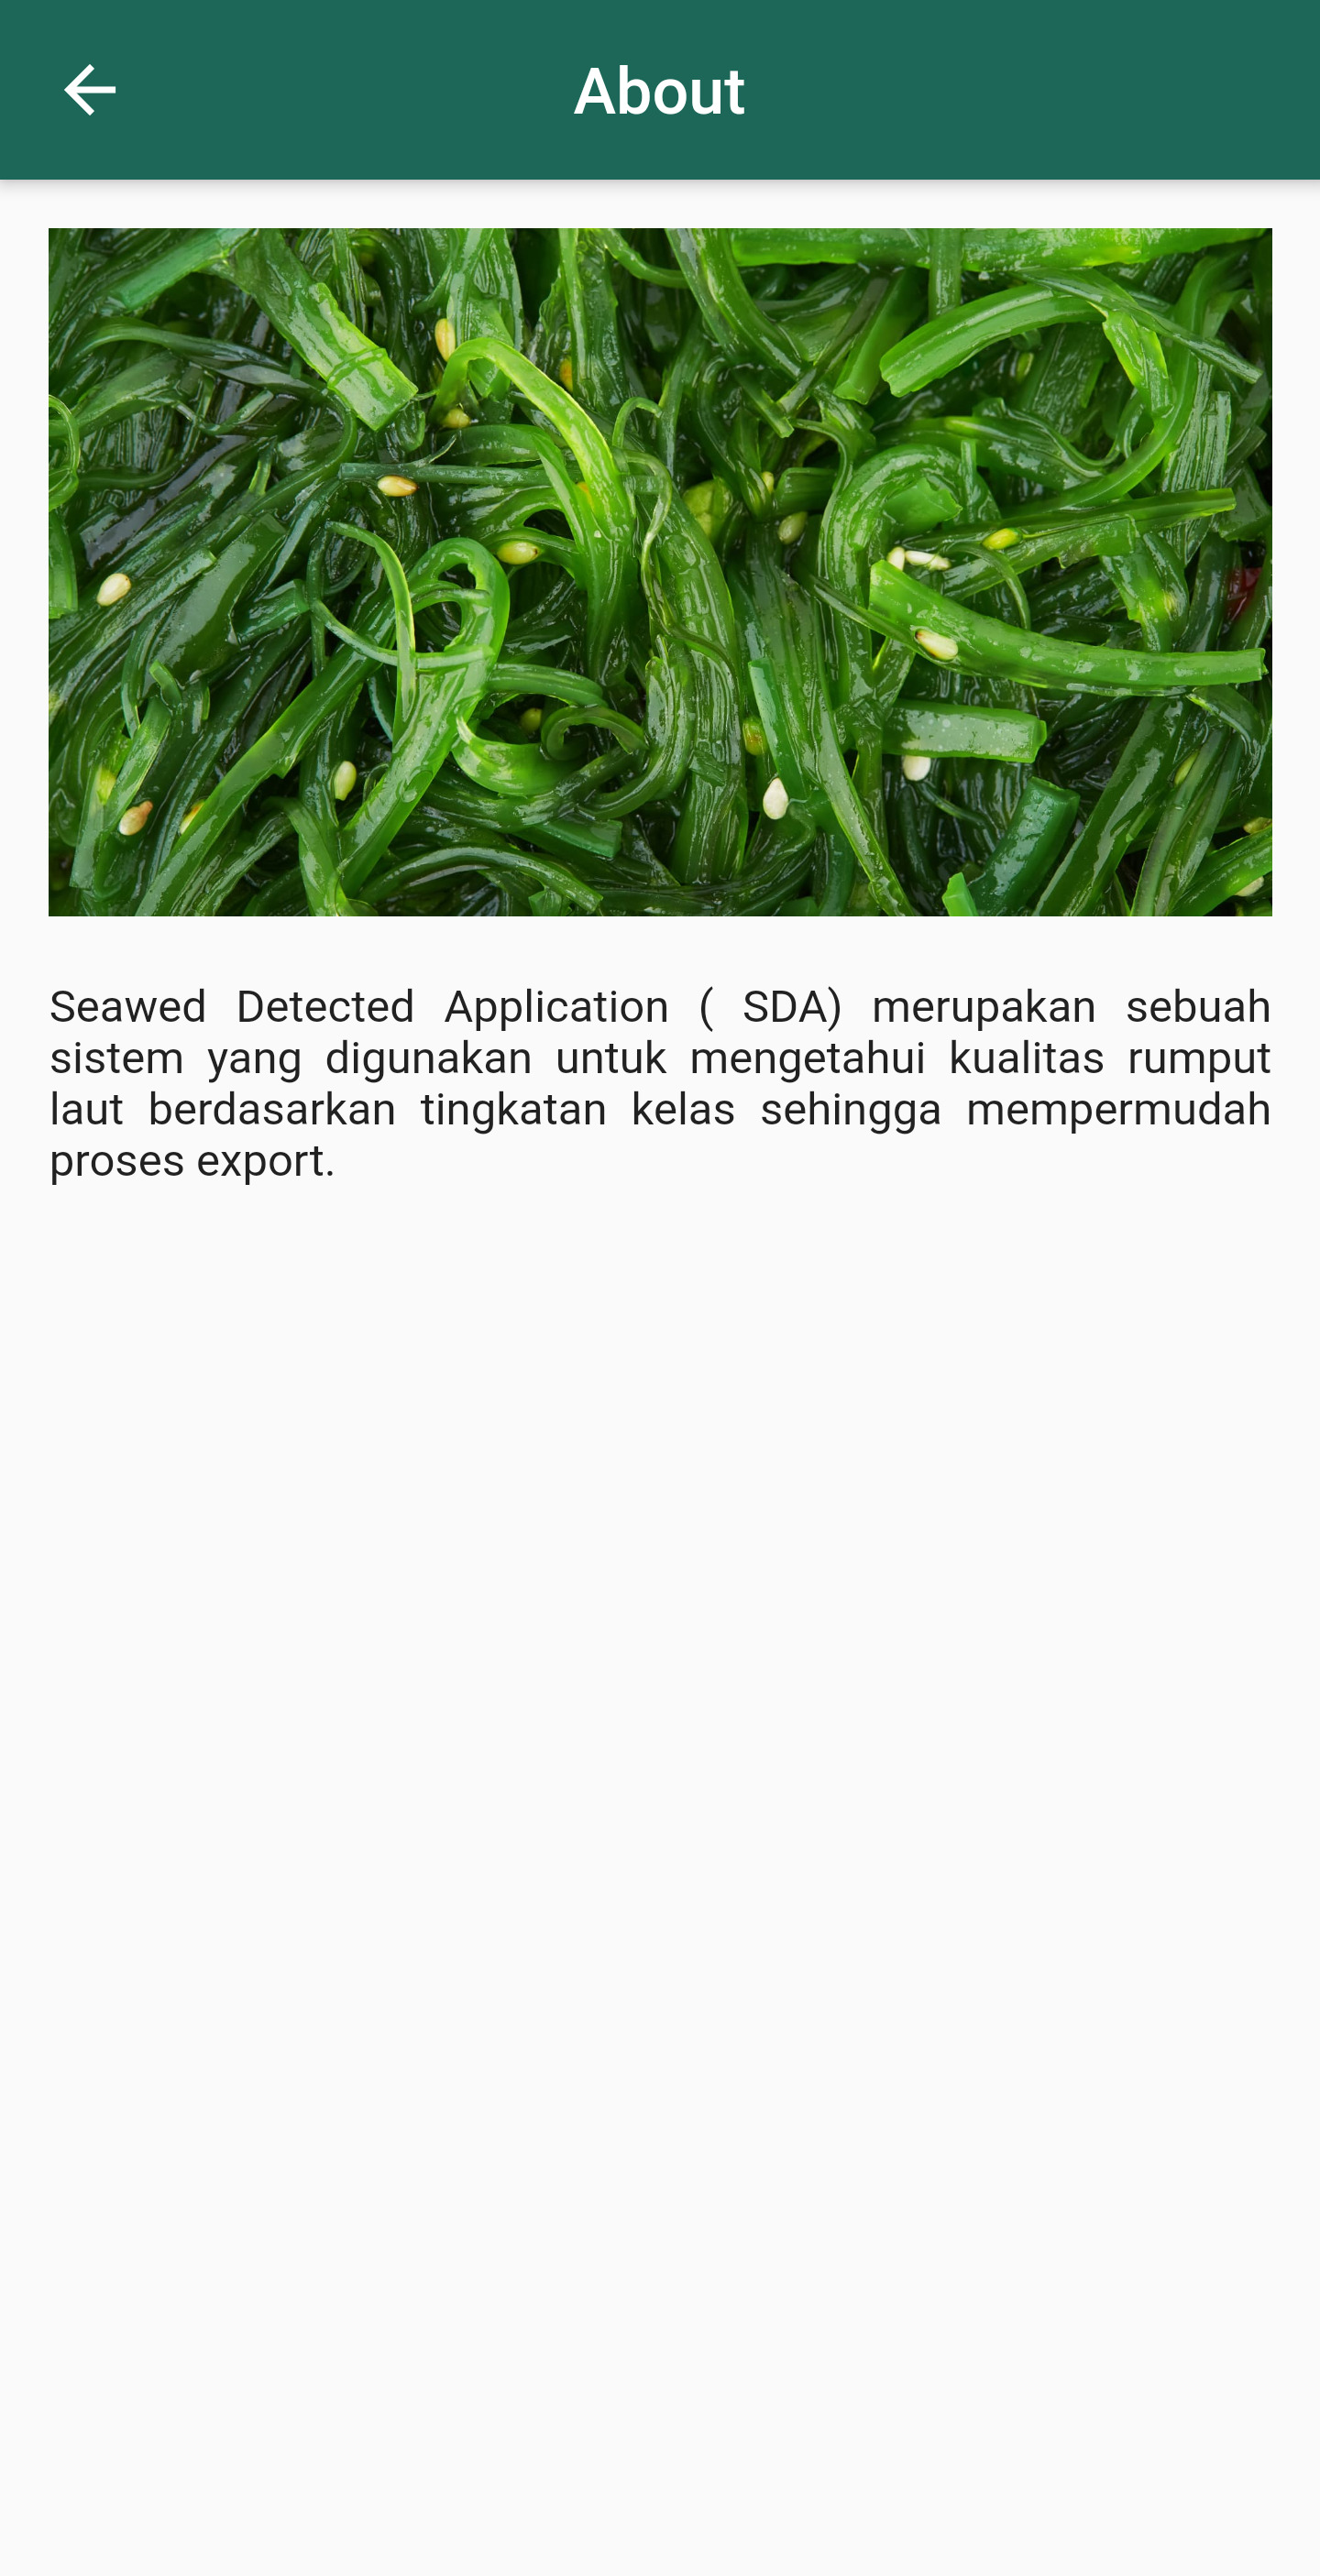 About
Seawed Detected Application ( SDA) merupakan sebuah
sistem yang digunakan untuk mengetahui kualitas rumput
laut berdasarkan tingkatan kelas sehingga mempermudah
proses export.